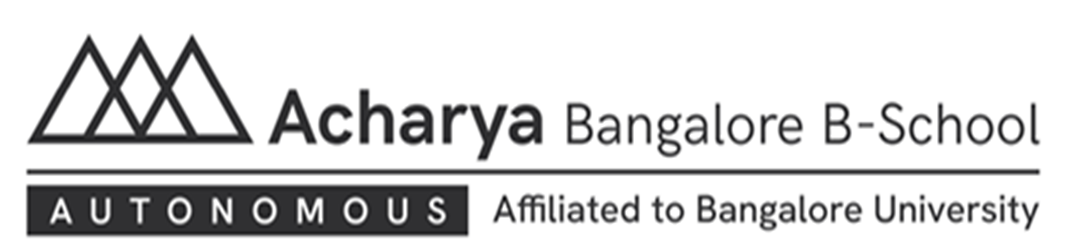 Acharya Bangalore B-School
AUTONOMOUS Affiliated to Bangalore University